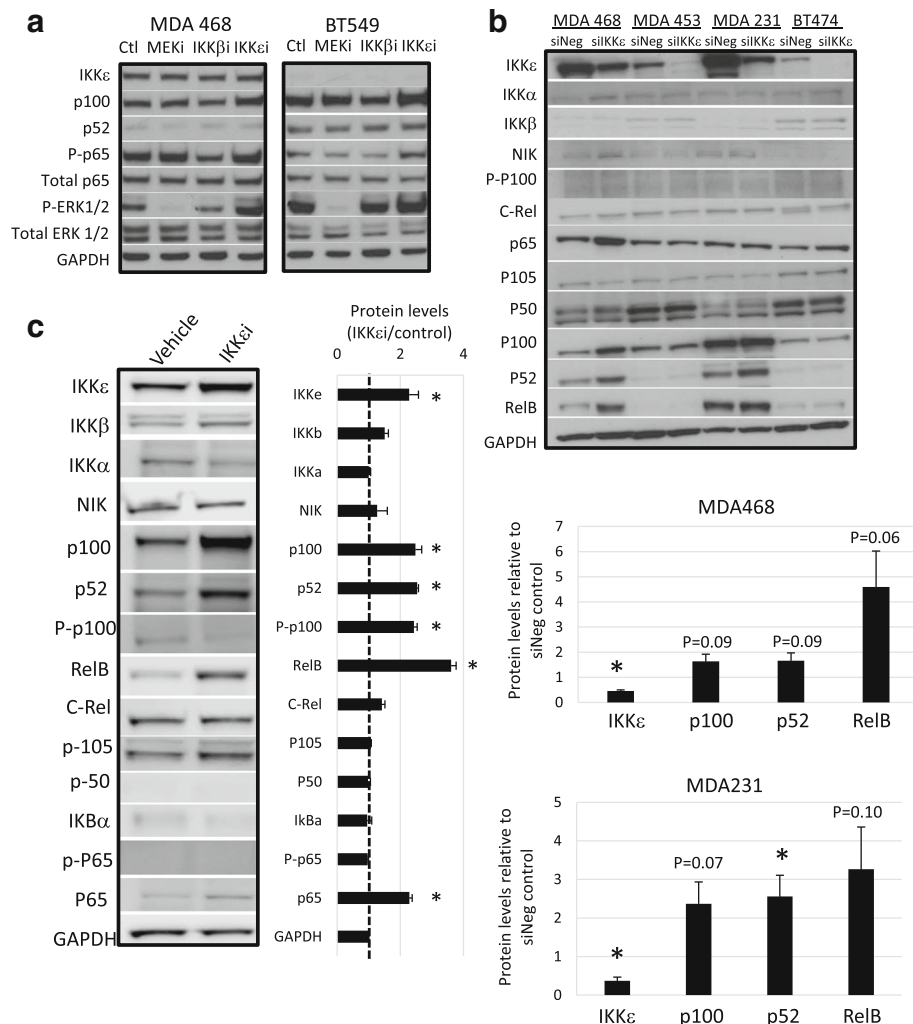 a
MDA 468
BT549
Ctl MEKi IKKβi IKKεi
Ctl MEKi IKKβi IKKεi
IKKε
p100
p52
P-p65
Total p65
P-ERK1/2
Total ERK 1/2
GAPDH
b
MDA 468 MDA 453 MDA 231 BT474
siNeg siIKKε siNeg siIKKε siNeg siIKKε siNeg siIKKε
IKKε
IKKα
IKKβ
NIK
P-P100
C-Rel
p65
P105
P50
P100
P52
RelB
GAPDH
c
Vehicle
IKKεi
IKKε
IKKβ
IKKα
NIK
p100
p52
P-p100
RelB
C-Rel
p-105
p-50
IKBα
p-P65
P65
GAPDH
Protein levels
(IKKεi/control)
0 2 4
IKKe *
IKKb
IKKa
NIK
p100 *
p52 *
P-p100 *
RelB *
C-Rel
P105
P50
IkBa
P-p65
p65 *
GAPDH
MDA468
Protein levels relative to
siNeg control
7
6
5
4
3
2
1
0
*
P=0.09
P=0.09
P=0.06
IKKε p100 p52 RelB
MDA231
Protein levels relative to
siNeg control
5
4
3
2
1
0
*
P=0.07
*
P=0.10
IKKε p100 p52 RelB